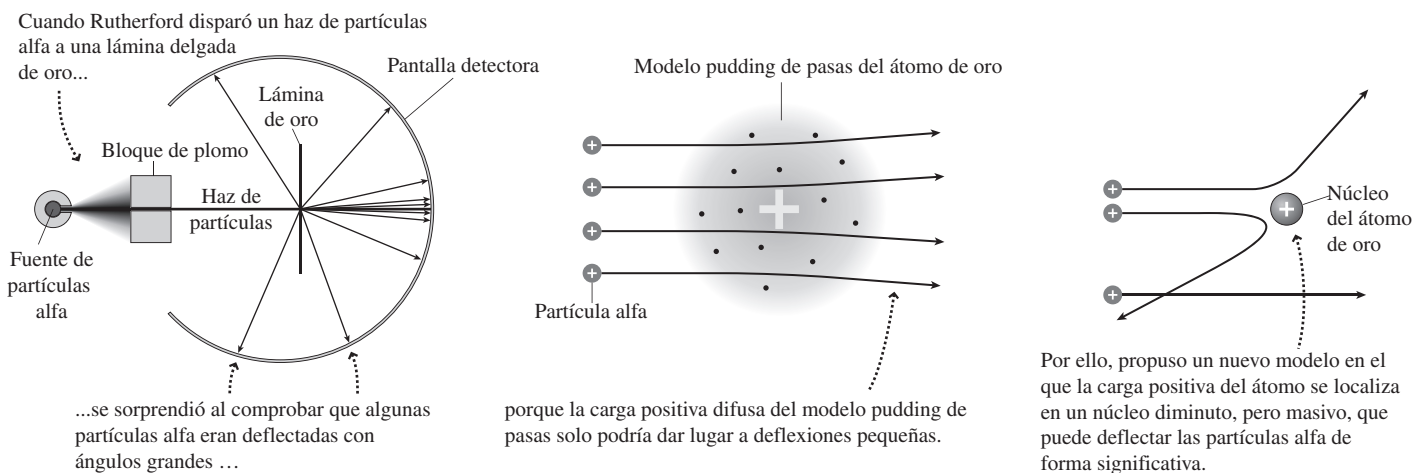 Cuando Rutherford disparó un haz de partículas
alfa a una lámina delgada
de oro...
Pantalla detectora
Lámina
de oro
Bloque de plomo
Haz de
partículas
Fuente de
partículas
alfa
...se sorprendió al comprobar que algunas
partículas alfa eran deflectadas con
ángulos grandes …
Modelo pudding de pasas del átomo de oro
+
+
+
+
+
Partícula alfa
porque la carga positiva difusa del modelo pudding de
pasas solo podría dar lugar a deflexiones pequeñas.
+
+
+
+
Núcleo
del átomo
de oro
Por ello, propuso un nuevo modelo en el
que la carga positiva del átomo se localiza
en un núcleo diminuto, pero masivo, que
puede deflectar las partículas alfa de
forma significativa.